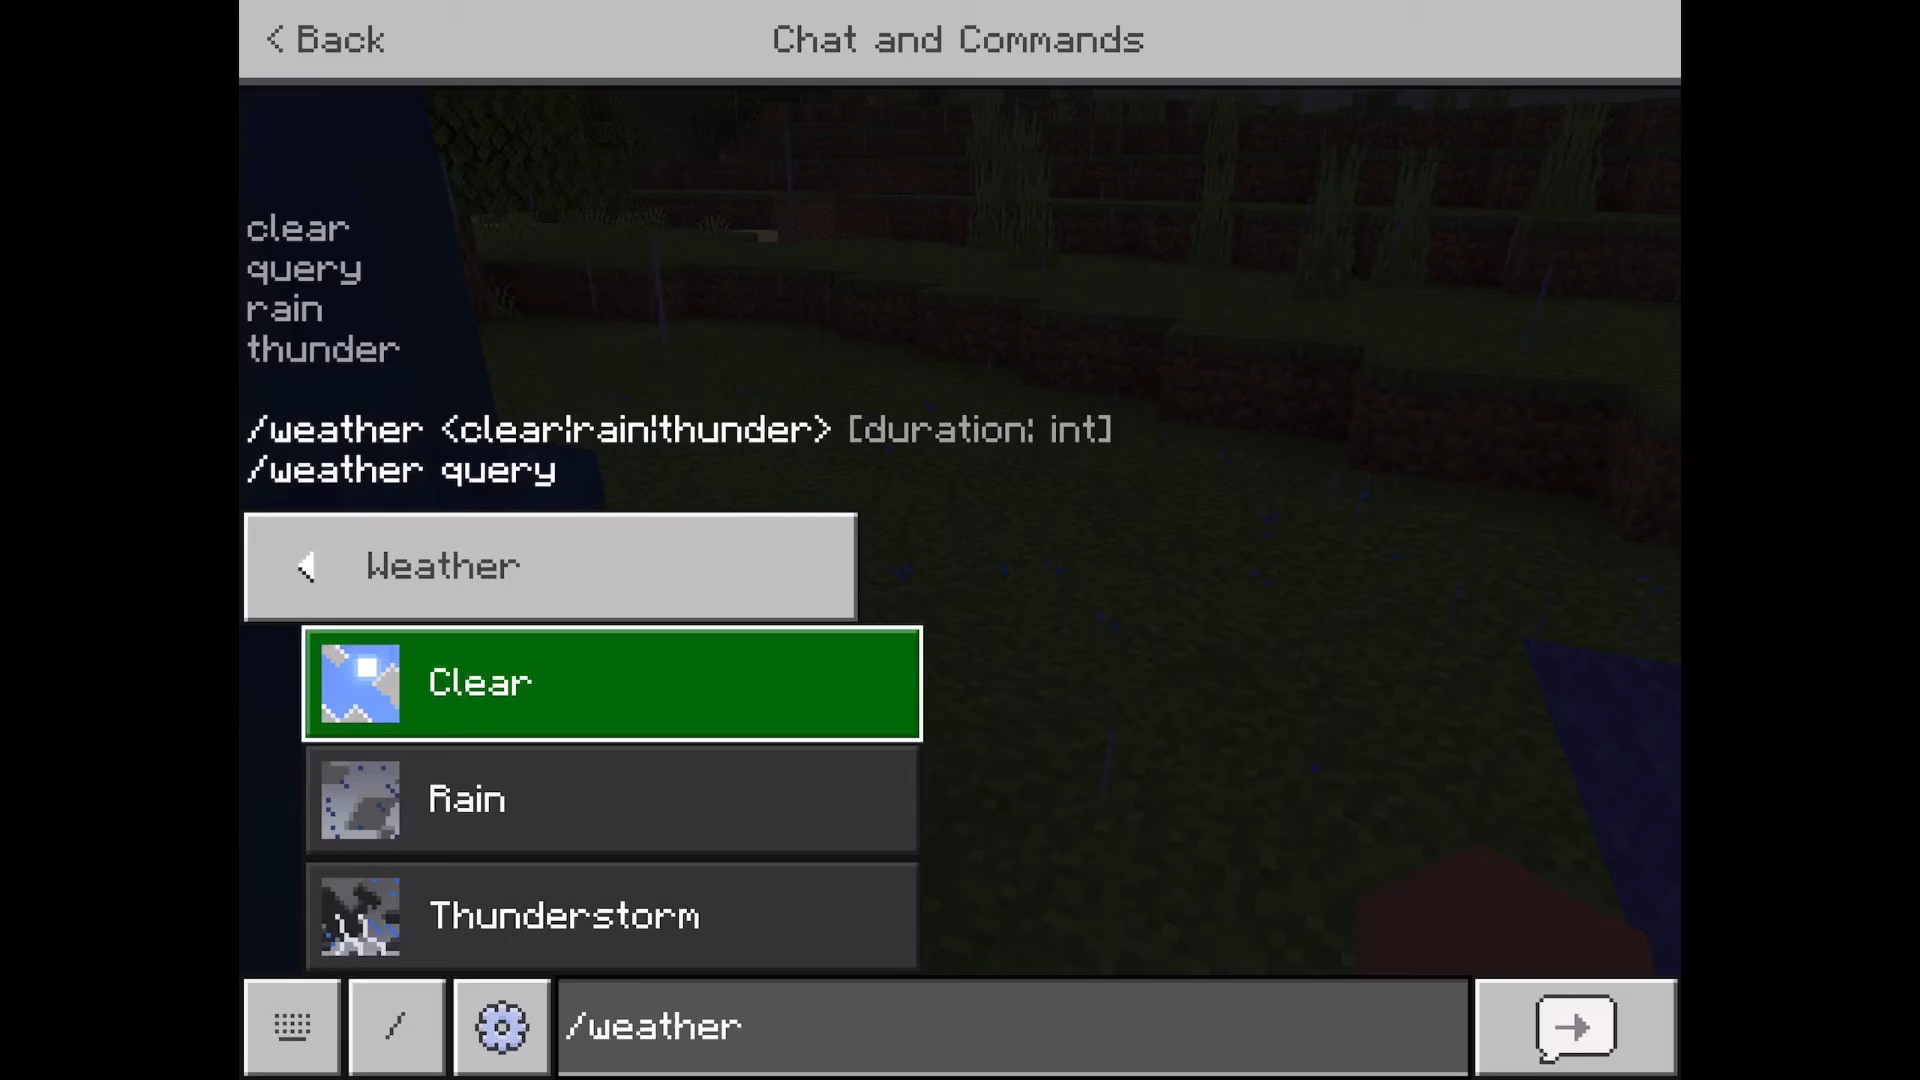 < Back
Chat and Commands
clear
query
rain
thunder
/weather <clear|rain|thunder> [duration: int]
/weather query
Weather
Clear
Rain
Thunderstorm
/
/weather